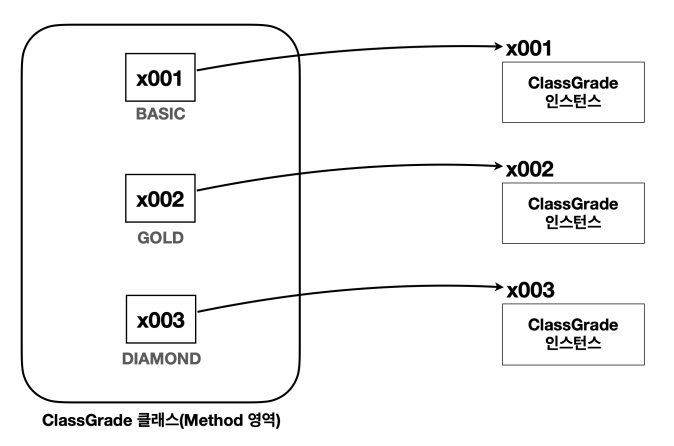 x001
BASIC
x001
ClassGrade
인스턴스
x002
GOLD
x002
ClassGrade
인스턴스
x003
DIAMOND
x003
ClassGrade
인스턴스
ClassGrade 클래스(Method 영역)